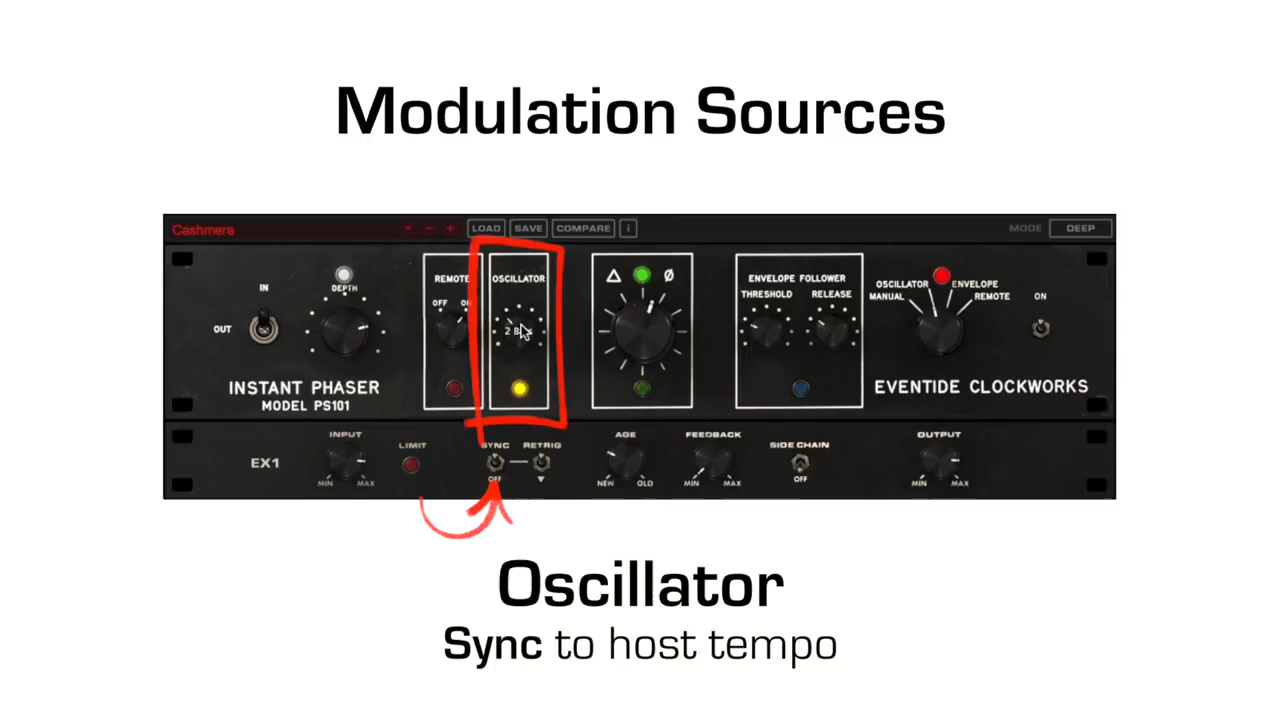 Modulation Sources
Cashmere
LOAD SAVE COMPARE i MODE DEEP
IN
OUT
DEPTH
INSTANT PHASER
MODEL PS101
REMOTE
OFF ON
OSCILLATOR
Δ Ø
ENVELOPE FOLLOWER
THRESHOLD RELEASE
OSCILLATOR ENVELOPE
MANUAL REMOTE
ON
EVENTIDE CLOCKWORKS
EX1
INPUT
MIN MAX
LIMIT
SYNC RETRIG
OFF
AGE
NEW OLD
FEEDBACK
MIN MAX
SIDE CHAIN
OFF
OUTPUT
MIN MAX
Oscillator
Sync to host tempo